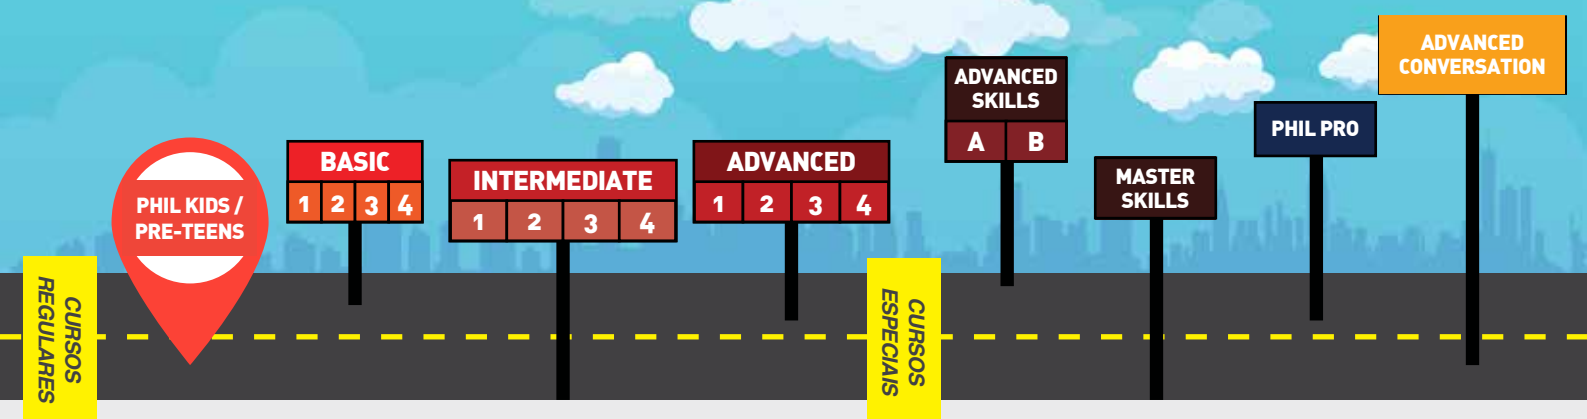 CURSOS
REGULARES
PHIL KIDS /
PRE-TEENS
BASIC
1 2 3 4
INTERMEDIATE
1 2 3 4
ADVANCED
1 2 3 4
CURSOS
ESPECIAIS
ADVANCED
SKILLS
A B
MASTER
SKILLS
PHIL PRO
ADVANCED
CONVERSATION